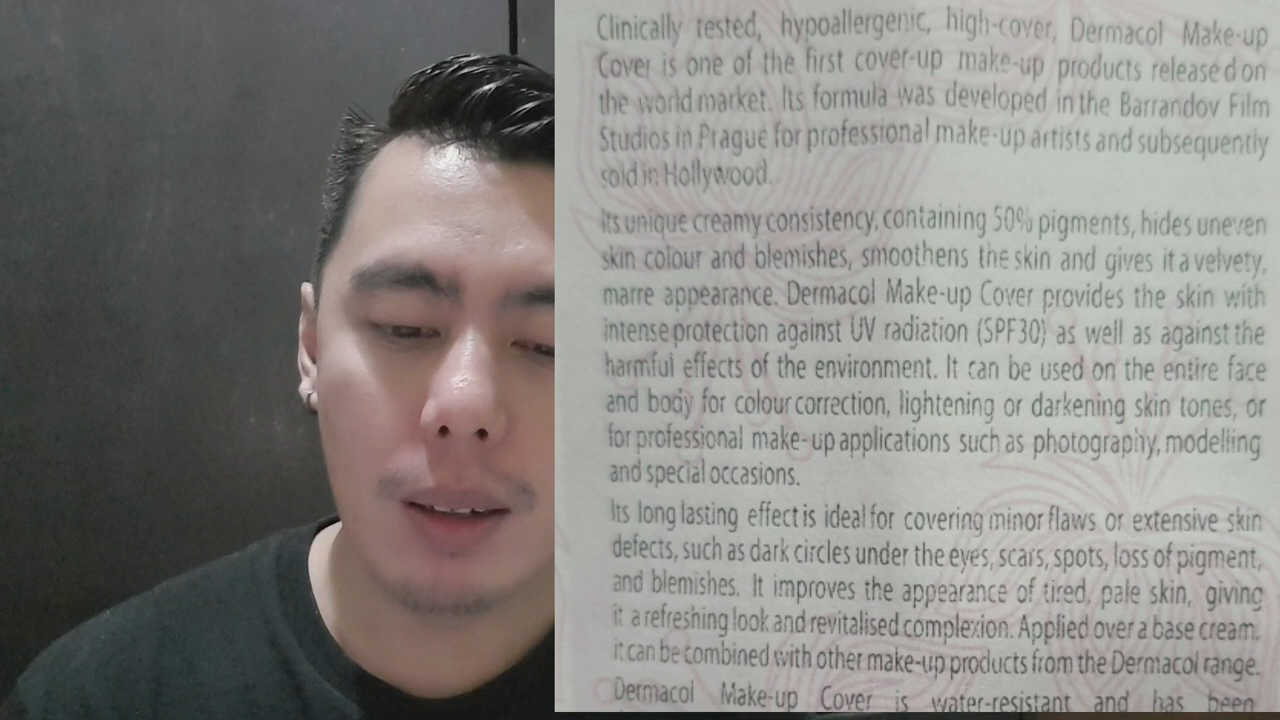 Clinically tested, hypoallergenic, high-cover, Dermacol Make-up
Cover is one of the first cover-up make-up products released on
the world market. Its formula was developed in the Barrandov Film
Studios in Prague for professional make-up artists and subsequently
sold in Hollywood.
Its unique creamy consistency, containing 50% pigments, hides uneven
skin colour and blemishes, smoothens the skin and gives it a velvety,
marre appearance. Dermacol Make-up Cover provides the skin with
intense protection against UV radiation (SPF30) as well as against the
harmful effects of the environment. It can be used on the entire face
and body for colour correction, lightening or darkening skin tones, or
for professional make-up applications such as photography, modelling
and special occasions.
Its long lasting effect is ideal for covering minor flaws or extensive skin
defects, such as dark circles under the eyes, scars, spots, loss of pigment,
and blemishes. It improves the appearance of tired, pale skin, giving
it a refreshing look and revitalised complexion. Applied over a base cream,
it can be combined with other make-up products from the Dermacol range.
Dermacol Make-up Cover is water-resistant and has been